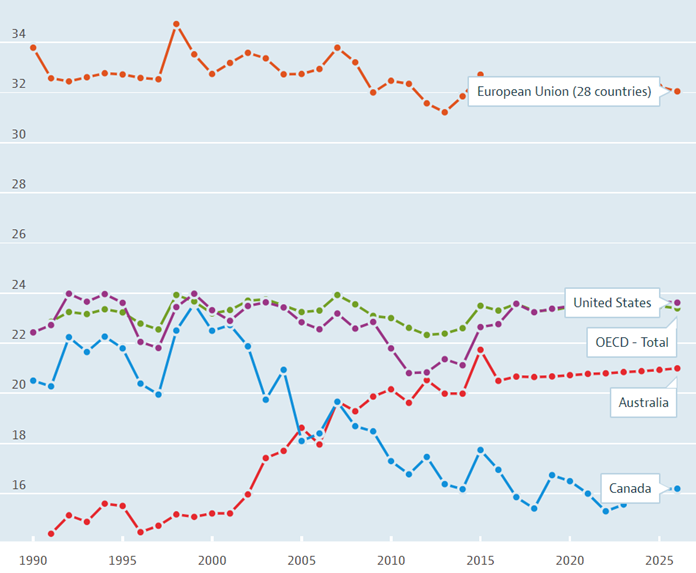 34
32
30
28
26
24
22
20
18
16
European Union (28 countries)
United States
OECD - Total
Australia
Canada
1990 1995 2000 2005 2010 2015 2020 2025